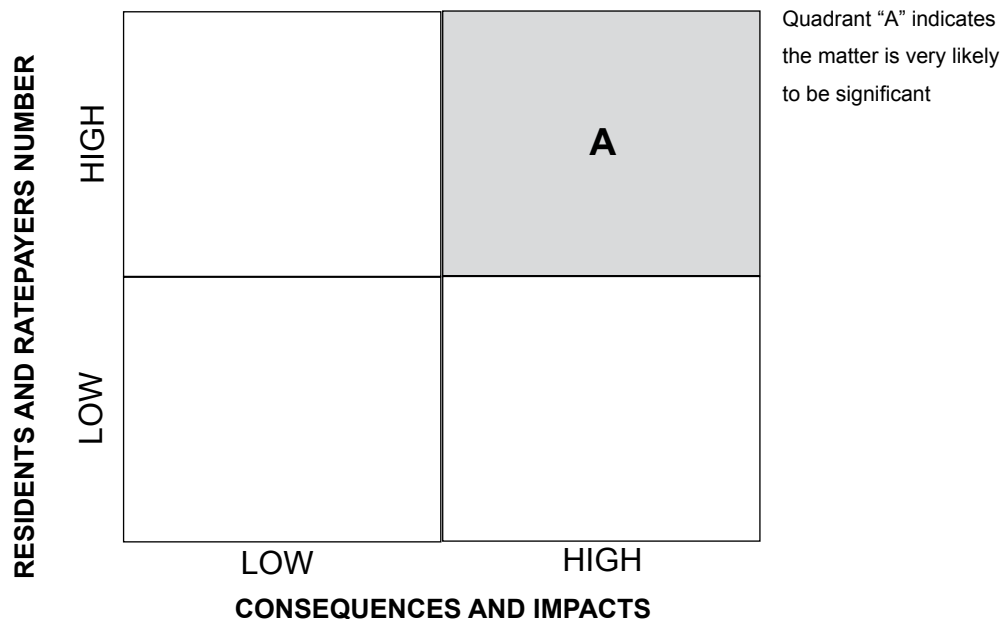 Quadrant “A” indicates
the matter is very likely
to be significant
RESIDENTS AND RATEPAYERS NUMBER
HIGH
A
LOW
LOW
HIGH
CONSEQUENCES AND IMPACTS